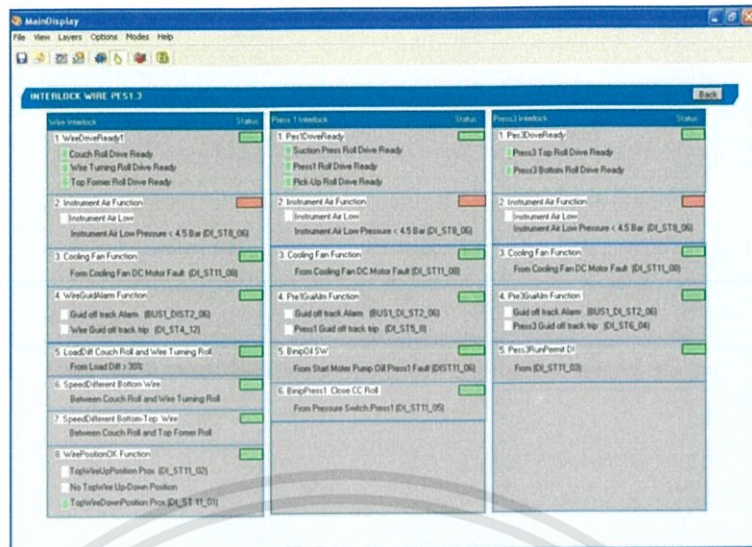 MainDisplay
File View Layers Options Modes Help
INTERLOCK WIRE PES1.3
Back
Wire Interlock Status
1. WireDriveReady1
Couch Roll Drive Ready
Wire Turning Roll Drive Ready
Top Fomer Roll Drive Ready
2. Instrument Air Function
Instrument Air Low
Instrument Air Low Pressure < 4.5 Bar (DI_ST8_06)
3. Cooling Fan Function
From Cooling Fan DC Motor Fault (DI_ST11_08)
4. WireGuidAlarm Function
Guid off track Alarm (BUS1_DIST2_06)
Wire Guid off track trip (DI_ST4_12)
5. LoadDiff Couch Roll and Wire Turning Roll
From Load Diff > 30%
6. SpeedDifferent Bottom Wire
Between Couch Roll and Wire Turning Roll
7. SpeedDifferent Bottom-Top Wire
Between Couch Roll and Top Fomer Roll
8. WirePositionOK Function
TopWireUpPosition Prox (DI_ST11_02)
No TopWire Up-Down Position
TopWireDownPosition Prox (DI_ST 11_01)
Press 1 Interlock Status
1. Pes1DriveReady
Suction Press Roll Drive Ready
Press1 Roll Drive Ready
Pick-Up Roll Drive Ready
2. Instrument Air Function
Instrument Air Low
Instrument Air Low Pressure < 4.5 Bar (DI_ST8_06)
3. Cooling Fan Function
From Cooling Fan DC Motor Fault (DI_ST11_08)
4. Pre1GuiAlm Function
Guid off track Alarm (BUS1_DI_ST2_06)
Press1 Guid off track trip (DI_ST5_8)
5. BinpOil SW
From Start Moter Pump Oil Press1 Fault (DIST11_06)
6. BinpPress1 Close CC Roll
From Pressure Switch Press1 (DI_ST11_05)
Press3 Interlock Status
1. Pes3DriveReady
Press3 Top Roll Drive Ready
Press3 Bottom Roll Drive Ready
2. Instrument Air Function
Instrument Air Low
Instrument Air Low Pressure < 4.5 Bar (DI_ST8_06)
3. Cooling Fan Function
From Cooling Fan DC Motor Fault (DI_ST11_08)
4. Pre3GuiAlm Function
Guid off track Alarm (BUS1_DI_ST2_06)
Press3 Guid off track trip (DI_ST6_04)
5. Pess3RunPermit DI
From (DI_ST11_03)